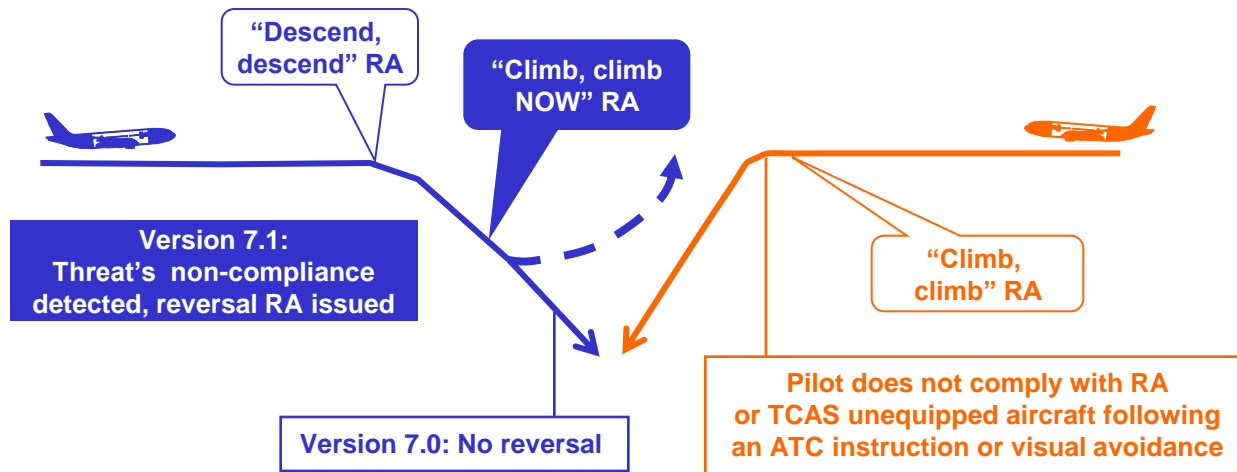 “Descend,
descend” RA
“Climb, climb
NOW” RA
Version 7.1:
Threat’s non-compliance
detected, reversal RA issued
“Climb,
climb” RA
Version 7.0: No reversal
Pilot does not comply with RA
or TCAS unequipped aircraft following
an ATC instruction or visual avoidance